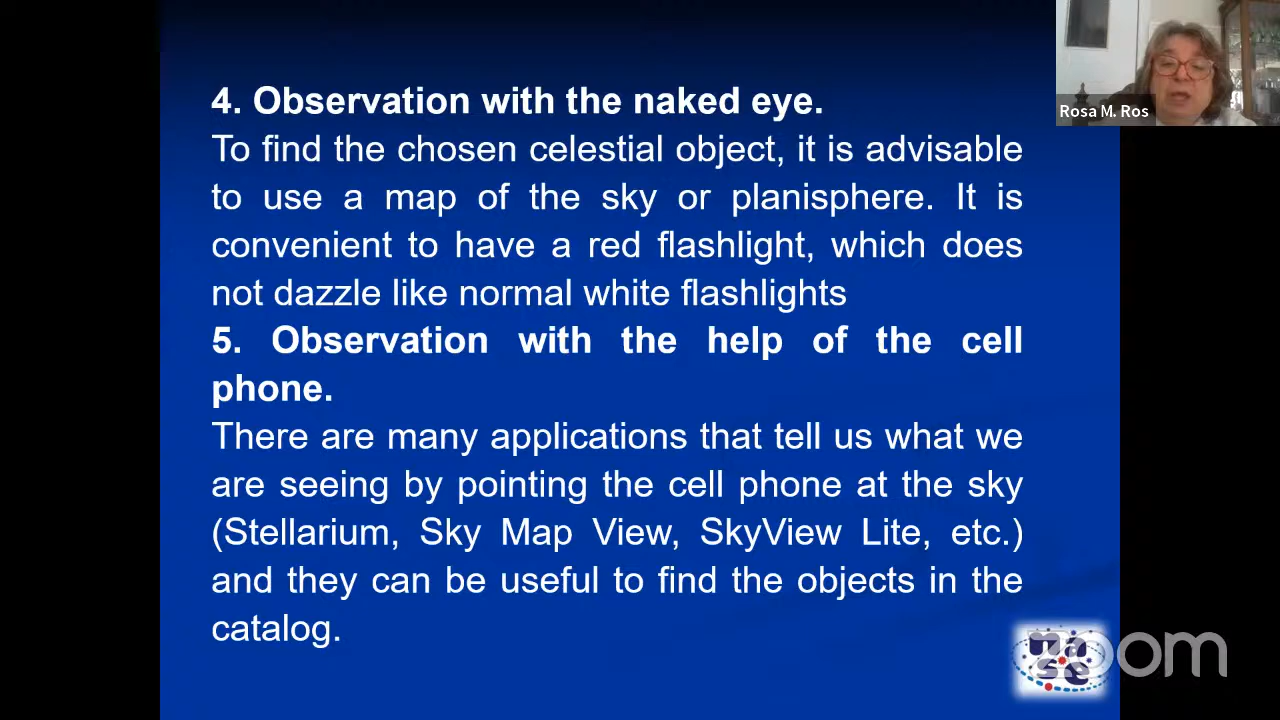 4. Observation with the naked eye.
To find the chosen celestial object, it is advisable
to use a map of the sky or planisphere. It is
convenient to have a red flashlight, which does
not dazzle like normal white flashlights
5. Observation with the help of the cell
phone.
There are many applications that tell us what we
are seeing by pointing the cell phone at the sky
(Stellarium, Sky Map View, SkyView Lite, etc.)
and they can be useful to find the objects in the
catalog.
Rosa M. Ros
zoom